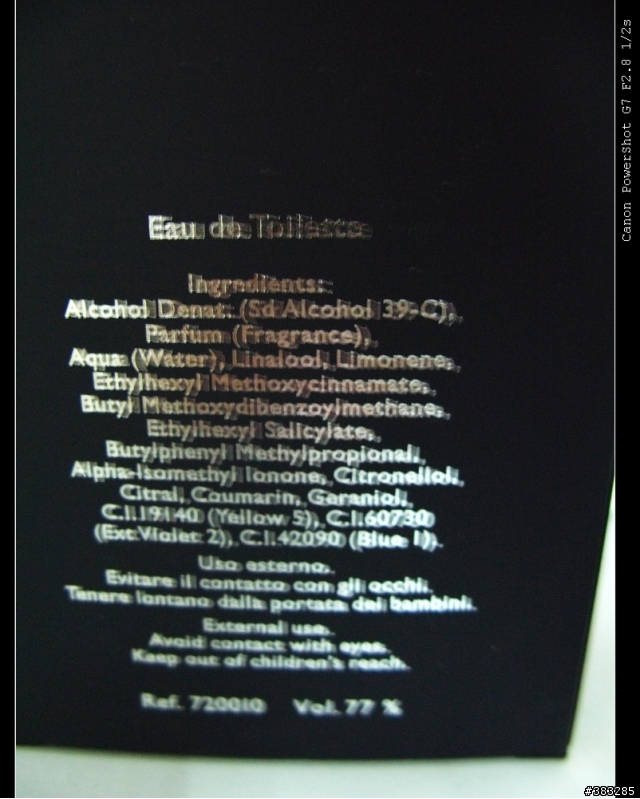 Eau de Toilette
Ingredients:
Alcohol Denat. (Sd Alcohol 39-C),
Parfum (Fragrance),
Aqua (Water), Linalool, Limonene,
Ethylhexyl Methoxycinnamate,
Butyl Methoxydibenzoylmethane,
Ethylhexyl Salicylate,
Butylphenyl Methylpropional,
Alpha-Isomethyl Ionone, Citronellol,
Citral, Coumarin, Geraniol,
C.I.19140 (Yellow 5), C.I.60730
(Ext.Violet 2), C.I.42090 (Blue 1).
Uso esterno.
Evitare il contatto con gli occhi.
Tenere lontano dalla portata dei bambini.
External use.
Avoid contact with eyes.
Keep out of children's reach.
Ref. 720010 Vol. 77 %
Canon PowerShot G7 F2.8 1/2s
#383285